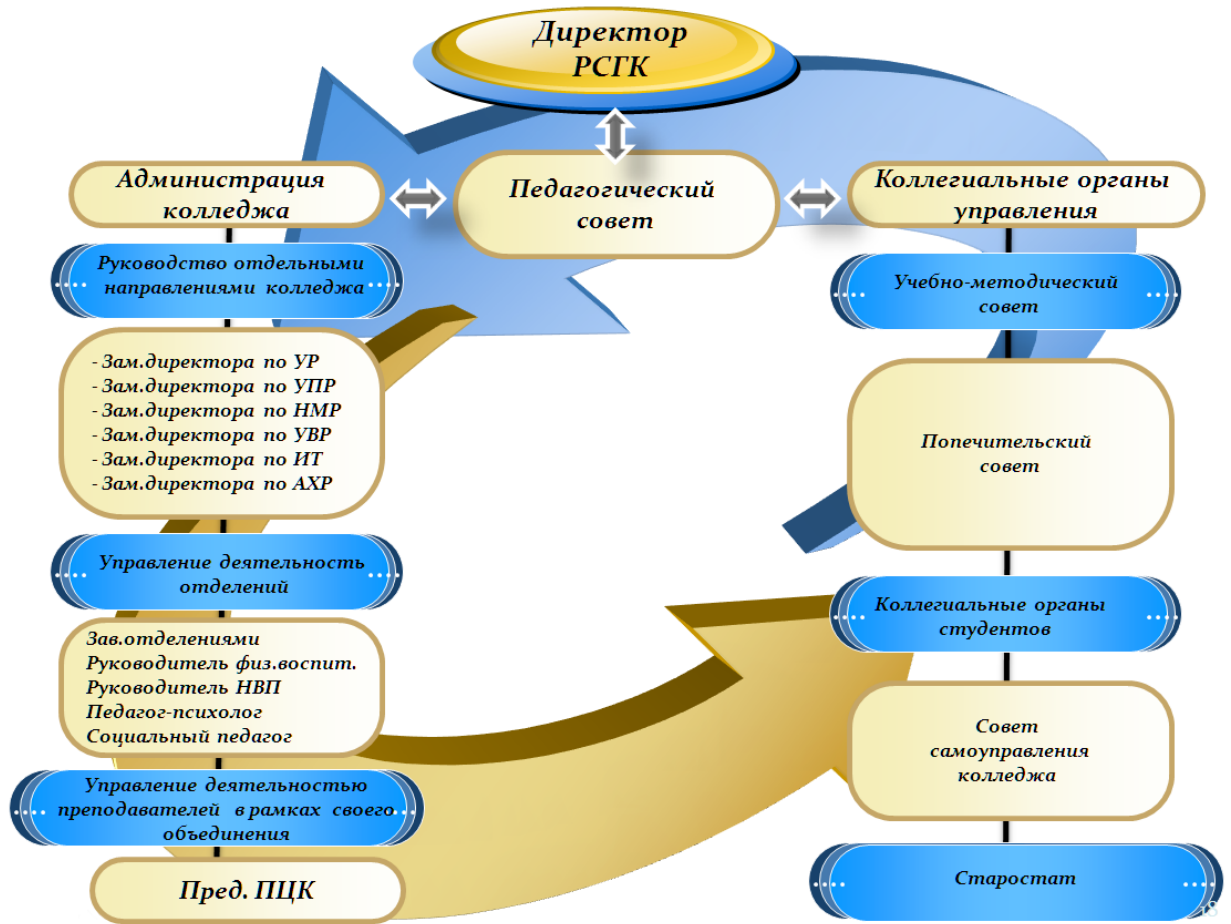 Директор
РСГК
Администрация
колледжа
Педагогический
совет
Коллегиальные органы
управления
Руководство отдельными
направлениями колледжа
- Зам.директора по УР
- Зам.директора по УПР
- Зам.директора по НМР
- Зам.директора по УВР
- Зам.директора по ИТ
- Зам.директора по АХР
Управление деятельность
отделений
Зав.отделениями
Руководитель физ.воспит.
Руководитель НВП
Педагог-психолог
Социальный педагог
Управление деятельностью
преподавателей в рамках своего
объединения
Пред. ПЦК
Учебно-методический
совет
Попечительский
совет
Коллегиальные органы
студентов
Совет
самоуправления
колледжа
Старостат
18